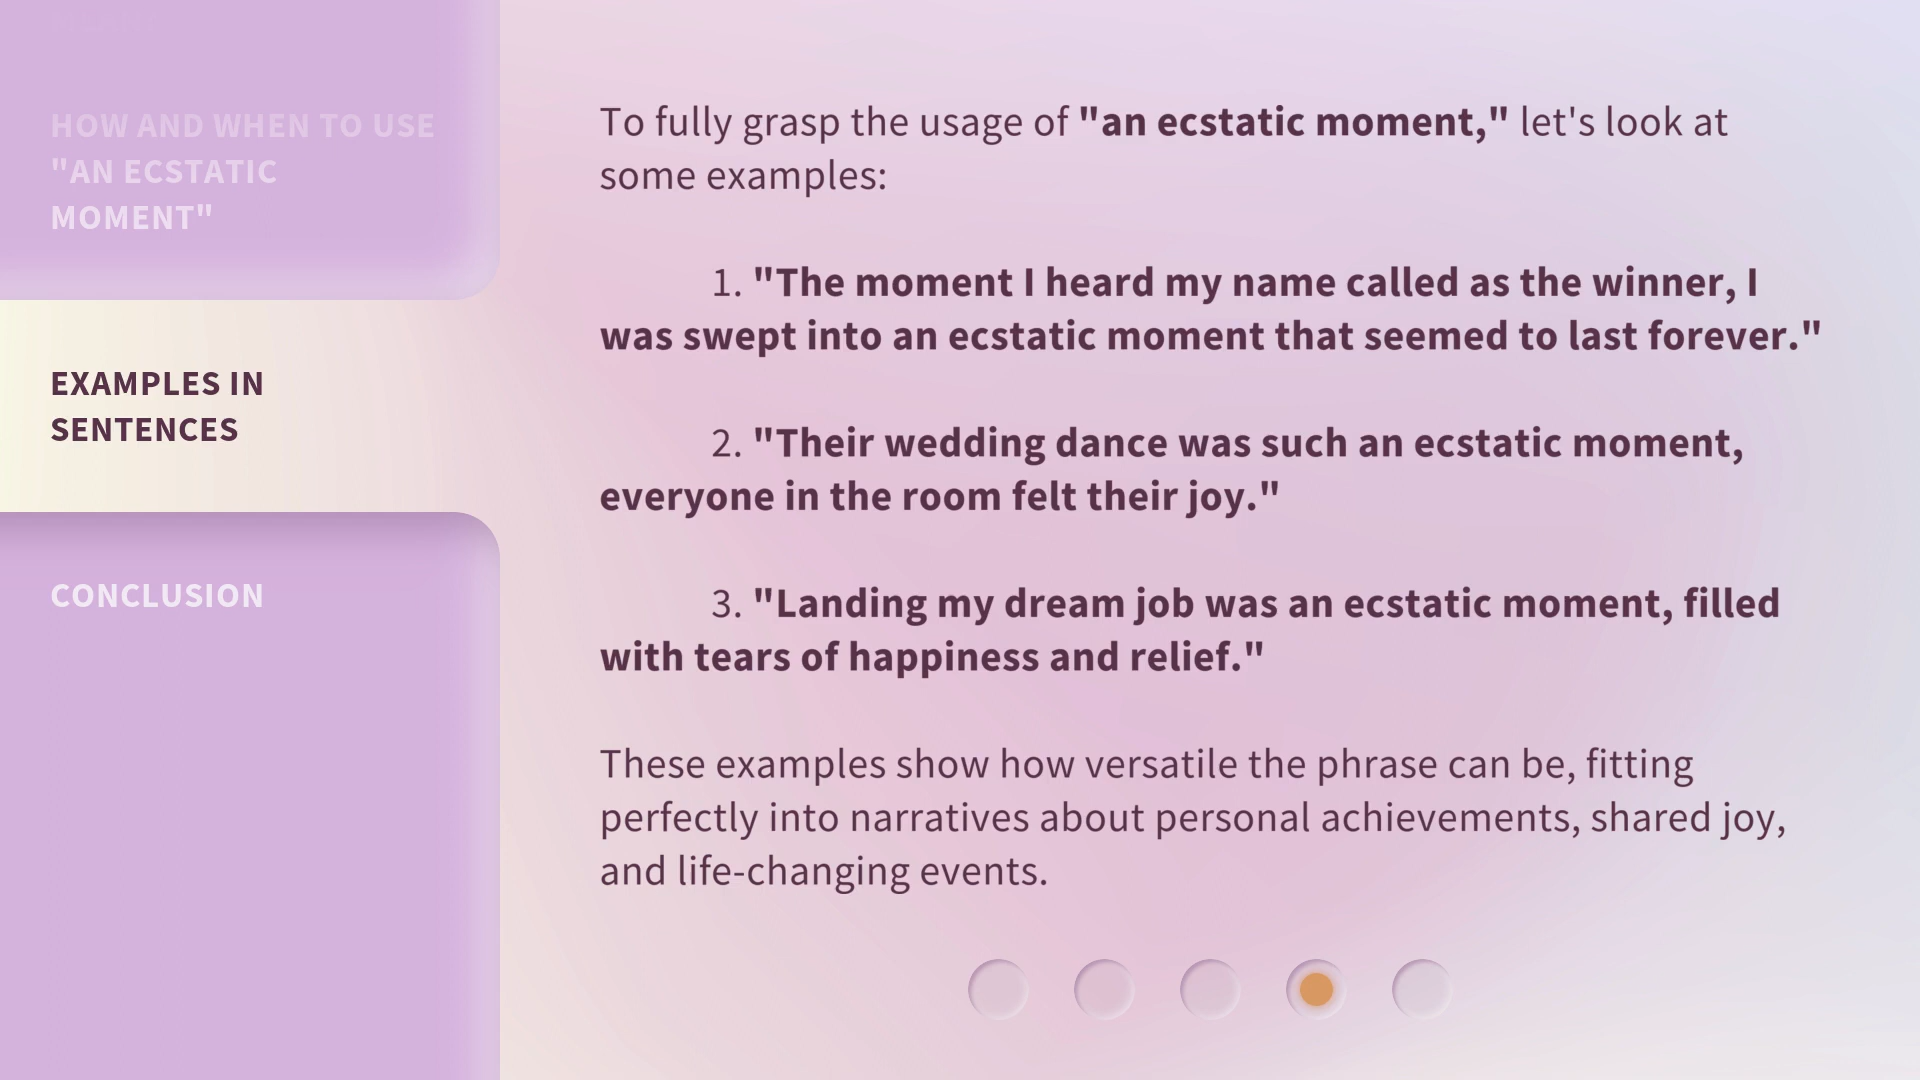 HOW AND WHEN TO USE
"AN ECSTATIC
MOMENT"
EXAMPLES IN
SENTENCES
CONCLUSION
To fully grasp the usage of "an ecstatic moment," let's look at
some examples:
1. "The moment I heard my name called as the winner, I
was swept into an ecstatic moment that seemed to last forever."
2. "Their wedding dance was such an ecstatic moment,
everyone in the room felt their joy."
3. "Landing my dream job was an ecstatic moment, filled
with tears of happiness and relief."
These examples show how versatile the phrase can be, fitting
perfectly into narratives about personal achievements, shared joy,
and life-changing events.